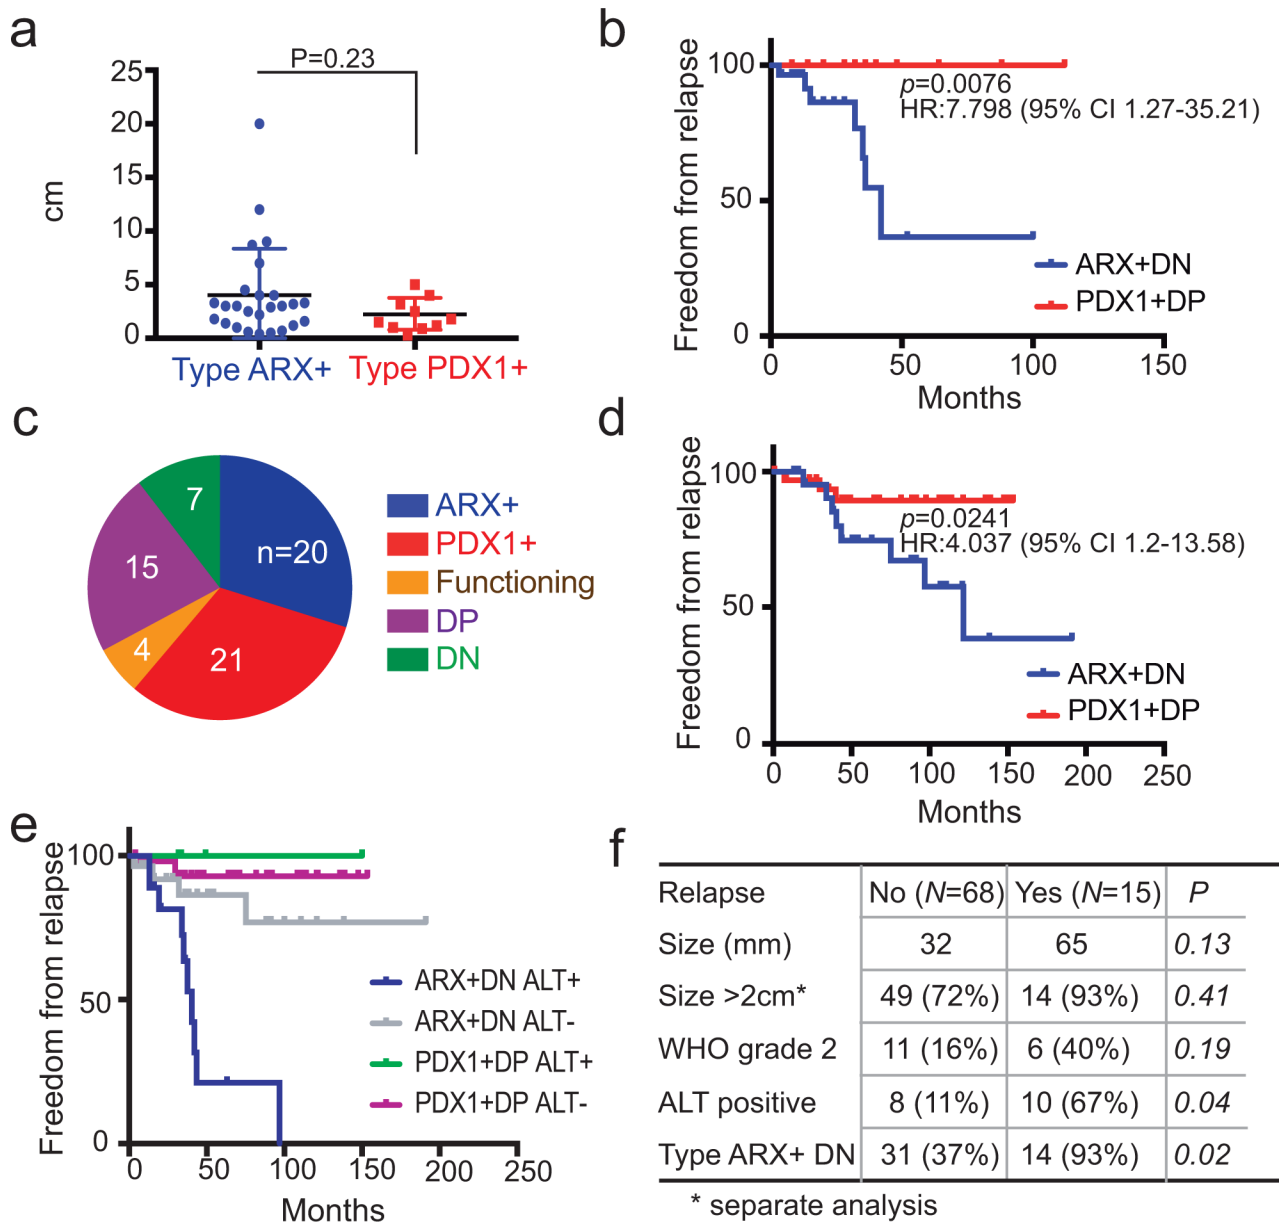 a
P=0.23
25
20
15
10
5
0
cm
Type ARX+ Type PDX1+
b
100
50
0
Freedom from relapse
p=0.0076
HR:7.798 (95% CI 1.27-35.21)
ARX+DN
PDX1+DP
0 50 100 150
Months
c
n=20
7
15
4
21
ARX+
PDX1+
Functioning
DP
DN
d
100
50
0
Freedom from relapse
p=0.0241
HR:4.037 (95% CI 1.2-13.58)
ARX+DN
PDX1+DP
0 50 100 150 200 250
Months
e
100
50
0
Freedom from relapse
ARX+DN ALT+
ARX+DN ALT-
PDX1+DP ALT+
PDX1+DP ALT-
0 50 100 150 200 250
Months
f
Relapse No (N=68) Yes (N=15) P
Size (mm) 32 65 0.13
Size >2cm* 49 (72%) 14 (93%) 0.41
WHO grade 2 11 (16%) 6 (40%) 0.19
ALT positive 8 (11%) 10 (67%) 0.04
Type ARX+ DN 31 (37%) 14 (93%) 0.02
* separate analysis